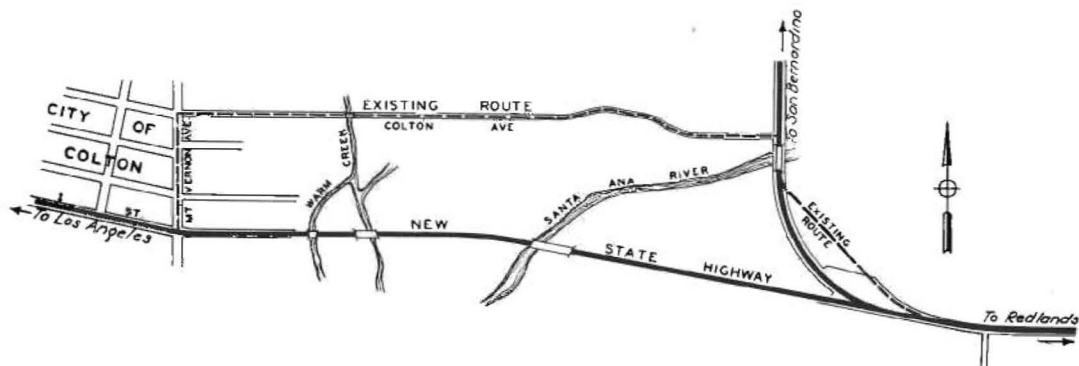 To San Bernardino
CITY OF
COLTON
MT. VERNON AVE.
EXISTING ROUTE
COLTON AVE
WARM CREEK
SANTA ANA RIVER
EXISTING
ROUTE
I ST.
To Los Angeles
NEW STATE HIGHWAY
To Redlands